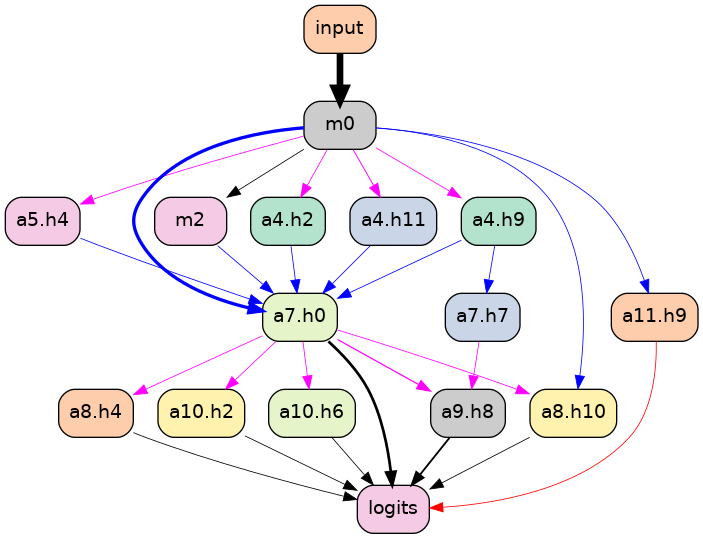 input
m0
a5.h4
m2
a4.h2
a4.h11
a4.h9
a7.h0
a7.h7
a11.h9
a8.h4
a10.h2
a10.h6
a9.h8
a8.h10
logits